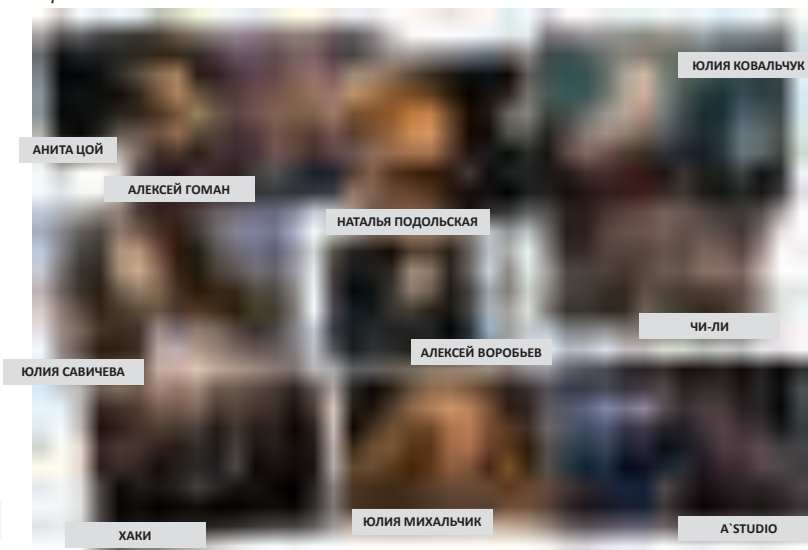 ЮЛИЯ КОВАЛЬЧУК
АНИТА ЦОЙ
АЛЕКСЕЙ ГОМАН
НАТАЛЬЯ ПОДОЛЬСКАЯ
ЧИ-ЛИ
АЛЕКСЕЙ ВОРОБЬЕВ
ЮЛИЯ САВИЧЕВА
ЮЛИЯ МИХАЛЬЧИК
A`STUDIO
ХАКИ